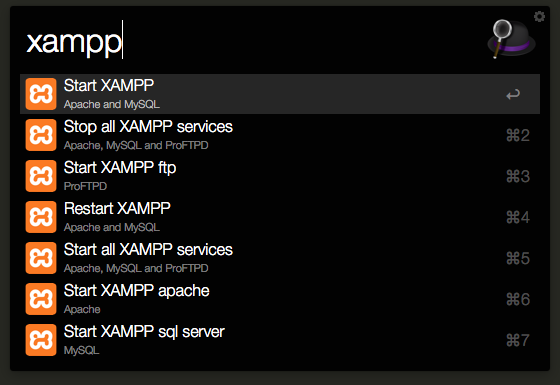 xampp
Start XAMPP
Apache and MySQL
↩
Stop all XAMPP services
Apache, MySQL and ProFTPD
⌘2
Start XAMPP ftp
ProFTPD
⌘3
Restart XAMPP
Apache and MySQL
⌘4
Start all XAMPP services
Apache, MySQL and ProFTPD
⌘5
Start XAMPP apache
Apache
⌘6
Start XAMPP sql server
MySQL
⌘7